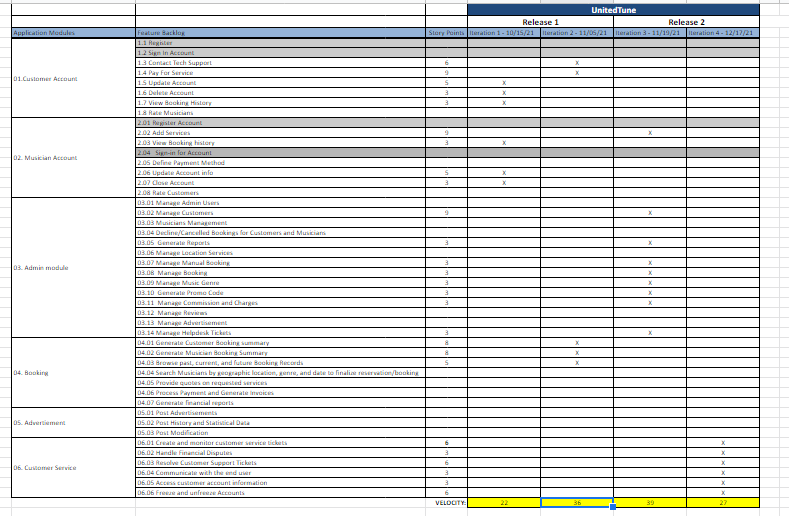 UnitedTune
Release 1 Release 2
Application Modules Feature Backlog Story Points Iteration 1 - 10/15/21 Iteration 2 - 11/05/21 Iteration 3 - 11/19/21 Iteration 4 - 12/17/21
01.Customer Account
1.1 Register
1.2 Sign in Account
1.3 Contact Tech Support 6 X
1.4 Pay For Service 9 X
1.5 Update Account 5 X
1.6 Delete Account 3 X
1.7 View Booking History 3 X
1.8 Rate Musicians
02. Musician Account
2.01 Register Account
2.02 Add Services 9 X
2.03 View Booking history 3 X
2.04 Sign-in for Account
2.05 Define Payment Method
2.06 Update Account info 5 X
2.07 Close Account 3 X
2.08 Rate Customers
03. Admin module
03.01 Manage Admin Users
03.02 Manage Customers 9 X
03.03 Musicians Management
03.04 Decline/Cancelled Bookings for Customers and Musicians
03.05 Generate Reports 3 X
03.06 Manage Location Services
03.07 Manage Manual Booking 3 X
03.08 Manage Booking 3 X
03.09 Manage Music Genre 3 X
03.10 Generate Promo Code 3 X
03.11 Manage Commission and Charges 3 X
03.12 Manage Reviews
03.13 Manage Advertisement
03.14 Manage Helpdesk Tickets 3 X
04. Booking
04.01 Generate Customer Booking summary 8 X
04.02 Generate Musician Booking Summary 8 X
04.03 Browse past, current, and future Booking Records 5 X
04.04 Search Musicians by geographic location, genre, and date to finalize reservation/booking
04.05 Provide quotes on requested services
04.06 Process Payment and Generate Invoices
04.07 Generate financial reports
05. Advertiement
05.01 Post Advertisements
05.02 Post History and Statistical Data
05.03 Post Modification
06. Customer Service
06.01 Create and monitor customer service tickets 6 X
06.02 Handle Financial Disputes 3 X
06.03 Resolve Customer Support Tickets 6 X
06.04 Communicate with the end user 3 X
06.05 Access customer account information 3 X
06.06 Freeze and unfreeze Accounts 6 X
VELOCITY: 22 36 39 27